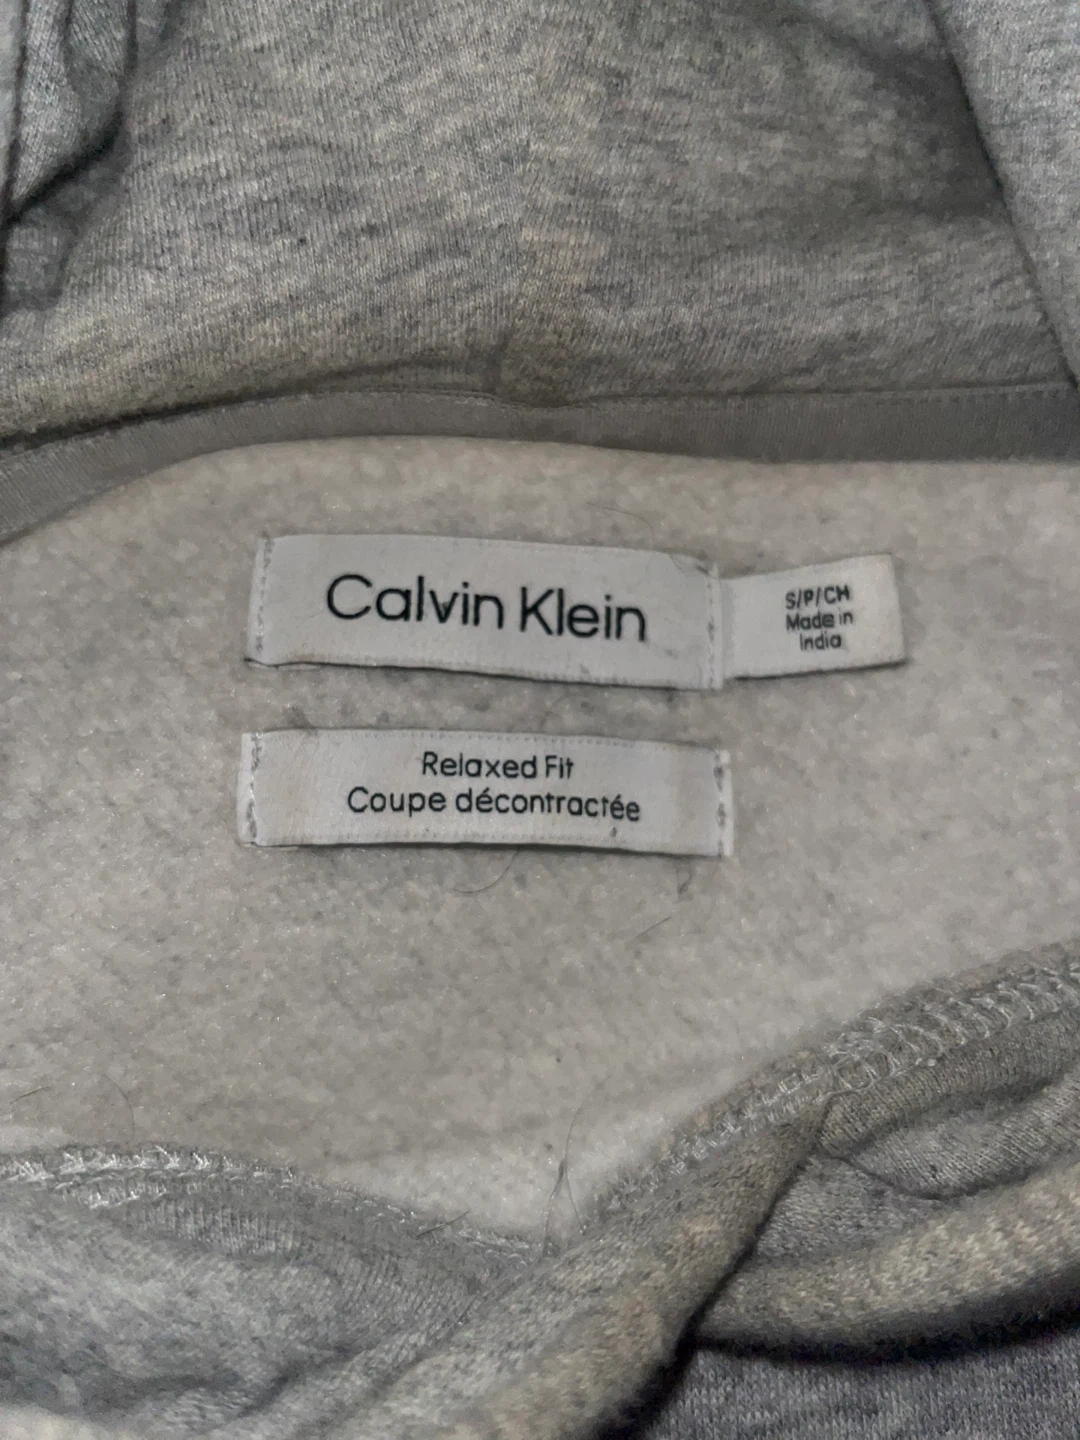 Calvin Klein
S/P/CH
Made in
India
Relaxed Fit
Coupe décontractée